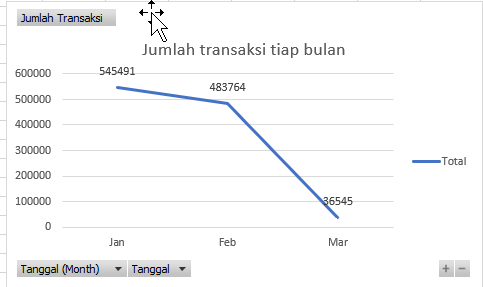 Jumlah Transaksi
Jumlah transaksi tiap bulan
600000
500000
400000
300000
200000
100000
0
545491
483764
36545
Jan Feb Mar
Total
Tanggal (Month) Tanggal
+ −